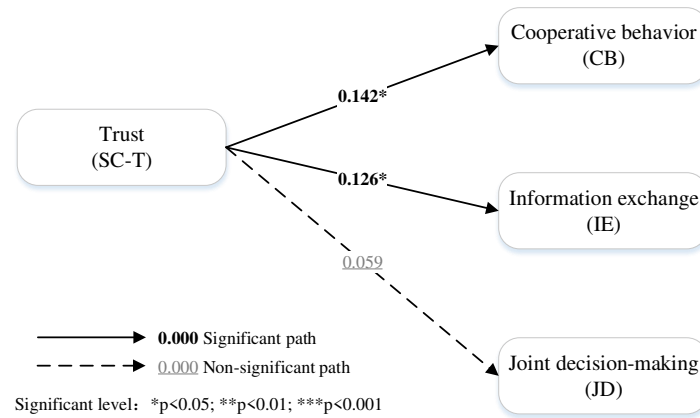 Cooperative behavior
(CB)
0.142*
Trust
(SC-T)
0.126*
Information exchange
(IE)
0.059
0.000 Significant path
0.000 Non-significant path
Joint decision-making
(JD)
Significant level：*p<0.05; **p<0.01; ***p<0.001